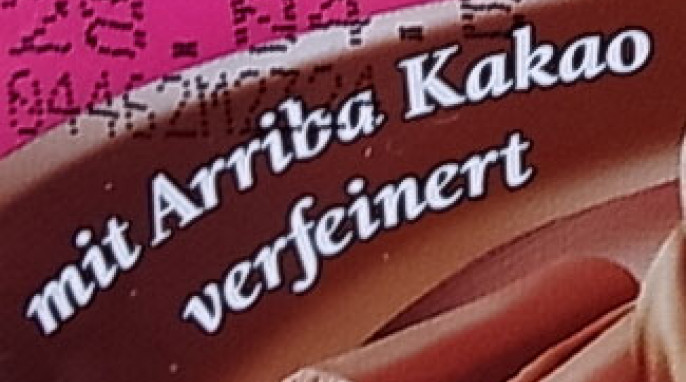 mit Arriba Kakao
verfeinert